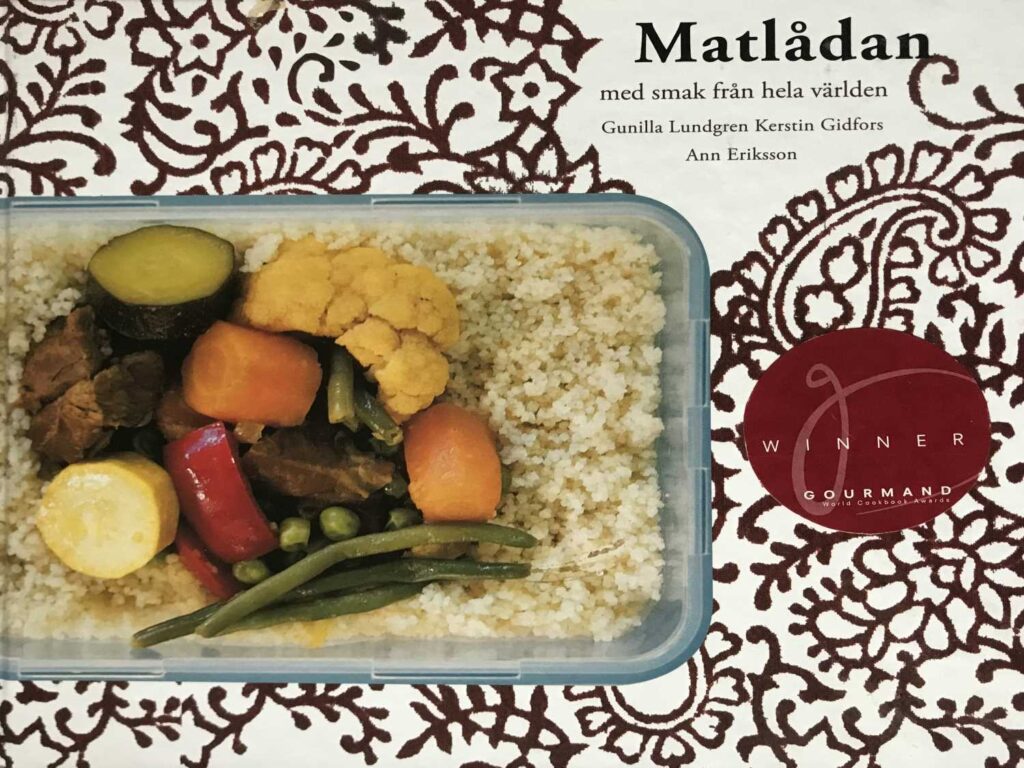 Matlådan
med smak från hela världen
Gunilla Lundgren Kerstin Gidfors
Ann Eriksson
WINNER
GOURMAND
World Cookbook Awards